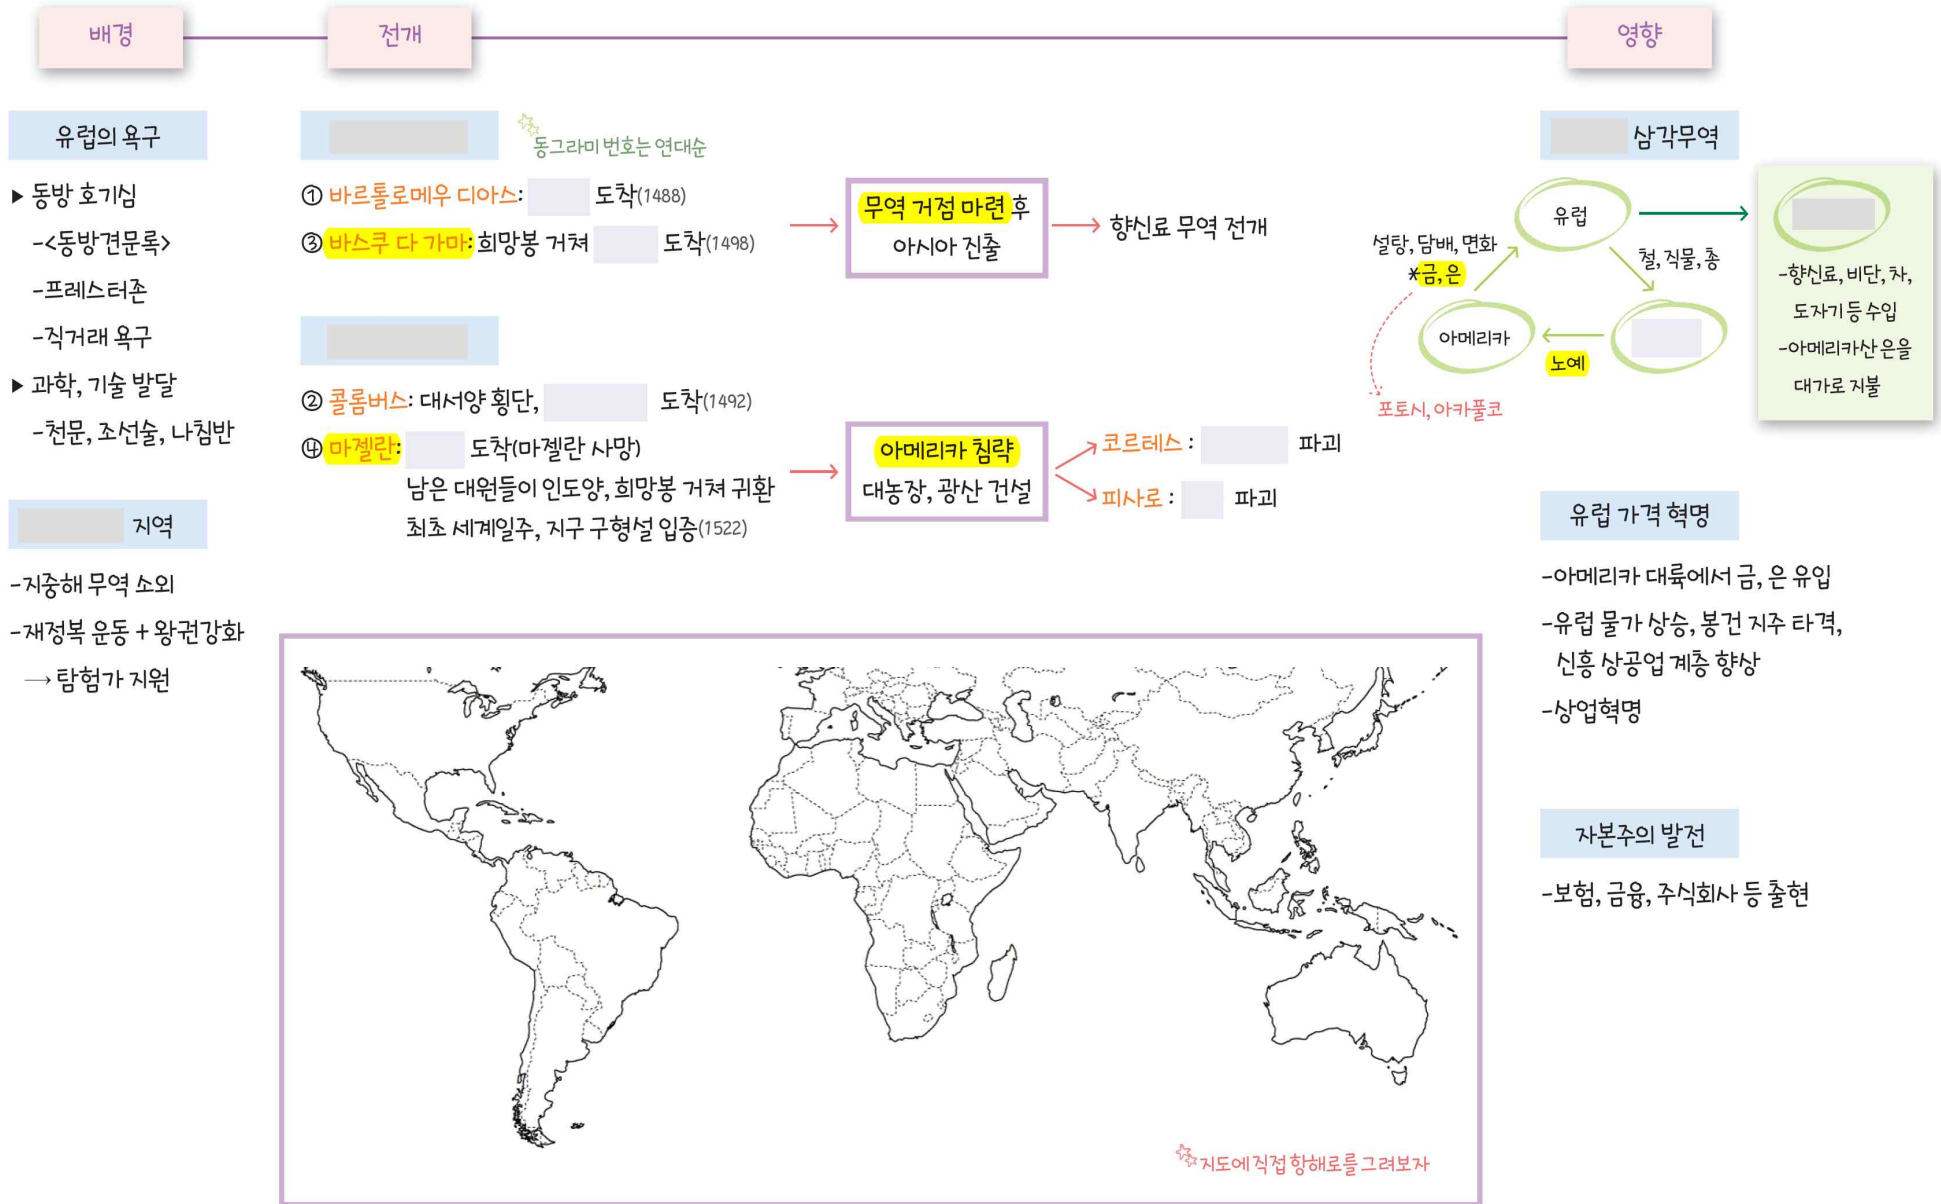 배경
전개
영향
유럽의 욕구
▶ 동방 호기심
-<동방견문록>
-프레스터존
-직거래 욕구
▶ 과학, 기술 발달
-천문, 조선술, 나침반
지역
-지중해 무역 소외
-재정복 운동 + 왕권강화
→ 탐험가 지원
동그라미 번호는 연대순
① 바르톨로메우 디아스: 도착(1488)
③ 바스쿠 다 가마: 희망봉 거쳐 도착(1498)
무역 거점 마련 후
아시아 진출
향신료 무역 전개
② 콜롬버스: 대서양 횡단, 도착(1492)
④ 마젤란: 도착(마젤란 사망)
남은 대원들이 인도양, 희망봉 거쳐 귀환
최초 세계일주, 지구 구형설 입증(1522)
아메리카 침략
대농장, 광산 건설
코르테스 : 파괴
피사로 : 파괴
지도에 직접 항해로를 그려보자
삼각무역
유럽
설탕, 담배, 면화
*금, 은
철, 직물, 총
아메리카
노예
포토시, 아카풀코
-향신료, 비단, 차,
도자기 등 수입
-아메리카산 은을
대가로 지불
유럽 가격 혁명
-아메리카 대륙에서 금, 은 유입
-유럽 물가 상승, 봉건 지주 타격,
신흥 상공업 계층 향상
-상업혁명
자본주의 발전
-보험, 금융, 주식회사 등 출현